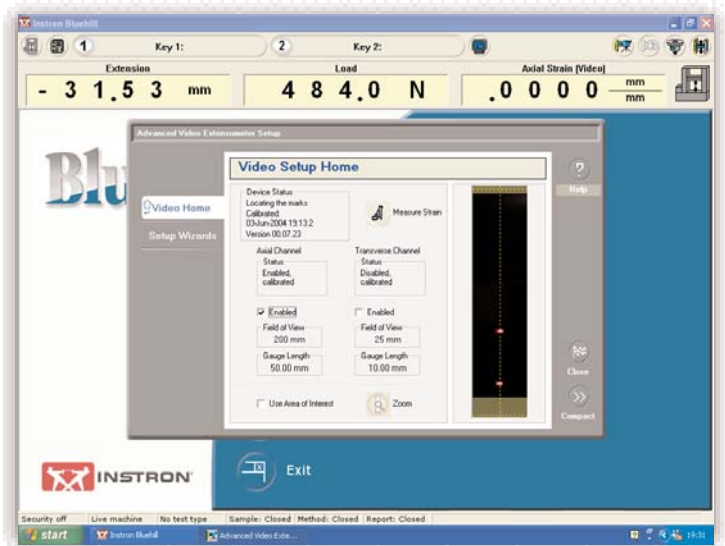 Instron Bluehill
1 Key 1: 2 Key 2:
Extension Load Axial Strain (Video)
- 3 1.5 3 mm 4 8 4.0 N .0 0 0 0 mm
mm
Advanced Video Extensometer Setup
Blu
Video Setup Home
Help
Video Home
Setup Wizards
Device Status
Locating the marks
Calibrated:
03-Jun-2004 19:13:2
Version 00.07.23
Measure Strain
Axial Channel Transverse Channel
Status Status
Enabled, Disabled,
calibrated calibrated
Enabled Enabled
Field of View Field of View
200 mm 25 mm
Gauge Length Gauge Length
50.00 mm 10.00 mm
Use Area of Interest Zoom
Close
Compact
INSTRON
Exit
Security off Live machine No test type Sample: Closed Method: Closed Report: Closed
start Instron Bluehill Advanced Video Exte... 19:31